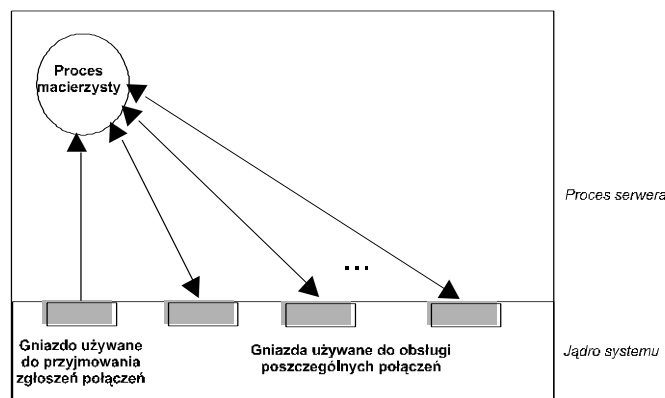 Proces
macierzysty
Proces serwera
...
Gniazdo używane
do przyjmowania
zgłoszeń połączeń
Gniazda używane do obsługi
poszczególnych połączeń
Jądro systemu